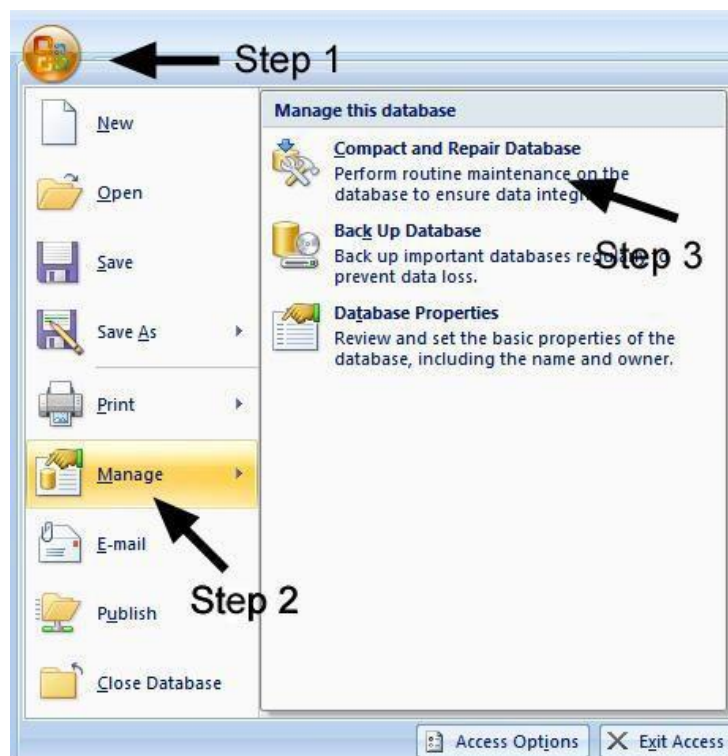 Step 1
New
Open
Save
Save As
Print
Manage
E-mail
Publish
Close Database
Step 2
Manage this database
Compact and Repair Database
Perform routine maintenance on the
database to ensure data
Back Up Database
Back up important databases regularly to
prevent data loss.
Step 3
Database Properties
Review and set the basic properties of the
database, including the name and owner.
Access Options
Exit Access